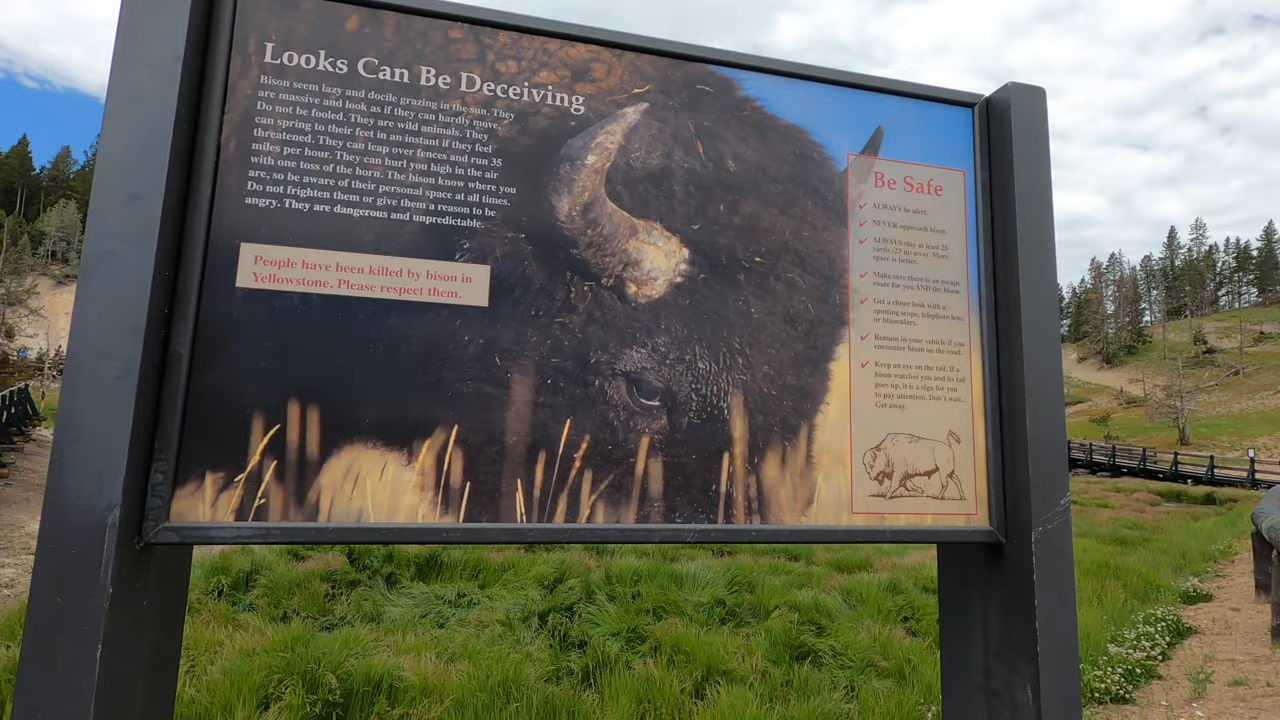 Looks Can Be Deceiving
Bison seem lazy and docile grazing in the sun. They
are massive and look as if they can hardly move.
Do not be fooled. They are wild animals. They
can spring to their feet in an instant if they feel
threatened. They can leap over fences and run 35
miles per hour. They can hurl you high in the air
with one toss of the horn. The bison know where you
are, so be aware of their personal space at all times.
Do not frighten them or give them a reason to be
angry. They are dangerous and unpredictable.
People have been killed by bison in
Yellowstone. Please respect them.
Be Safe
ALWAYS be alert.
NEVER approach bison.
ALWAYS stay at least 25
yards (23 m) away. More
space is better.
Make sure there is an escape
route for you AND the bison.
Get a closer look with a
spotting scope, telephoto lens,
or binoculars.
Remain in your vehicle if you
encounter bison on the road.
Keep an eye on the tail. If a
bison watches you and its tail
goes up, it is a sign for you
to pay attention. Don't wait.
Get away.